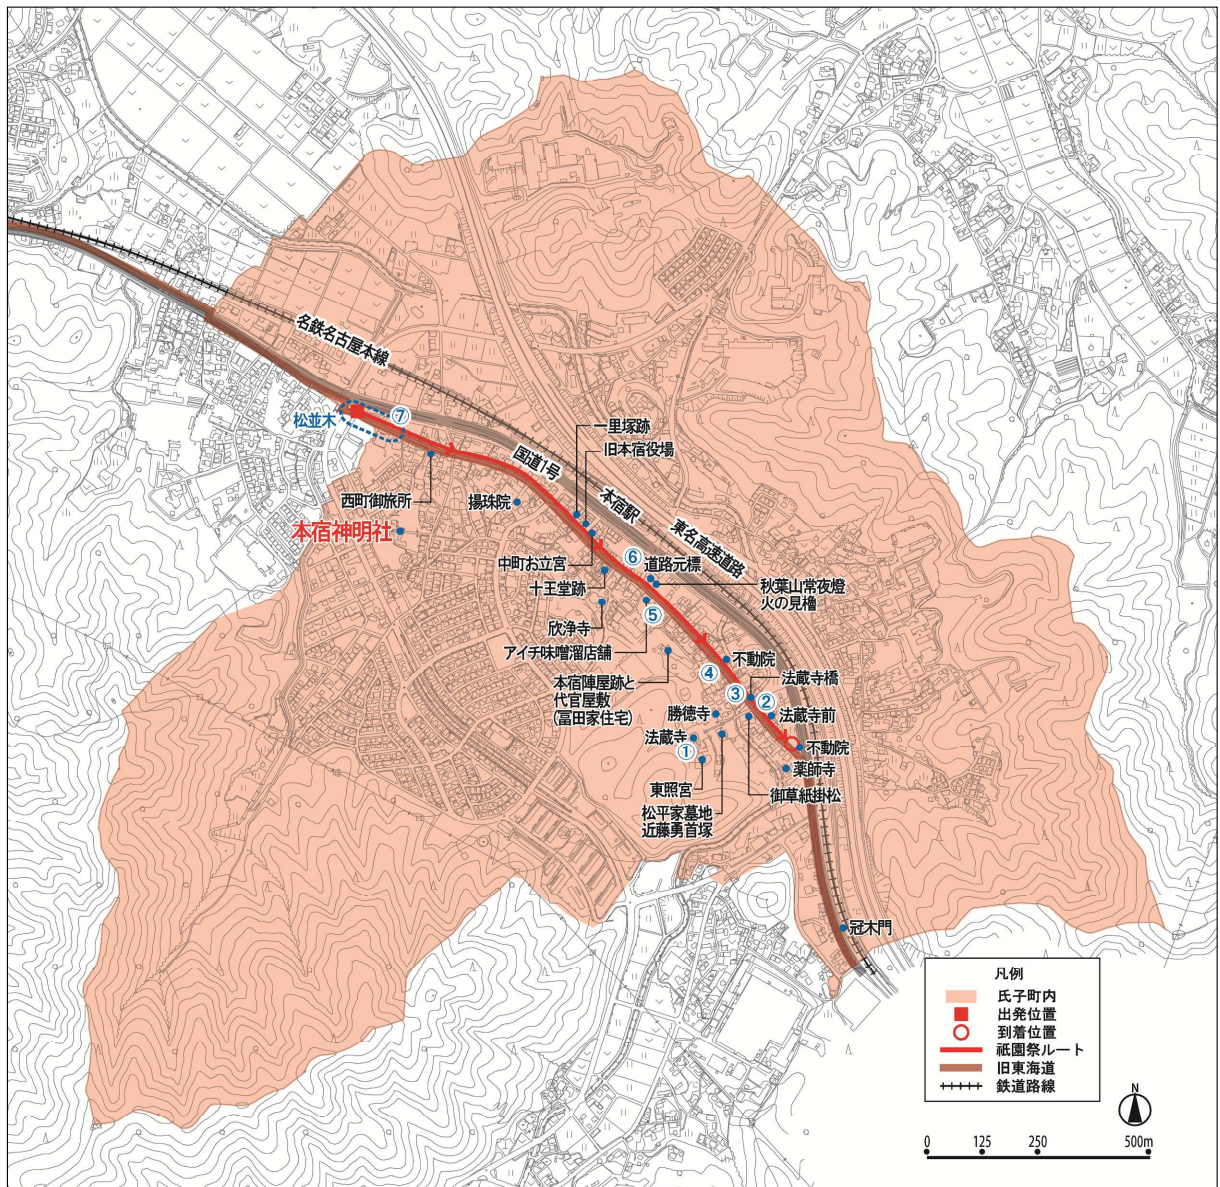 名鉄名古屋本線
松並木
⑦
一里塚跡
旧本宿役場
国道1号
西町御旅所
揚珠院
本宿駅
本宿神明社
東名高速道路
中町お立宮
⑥
道路元標
十王堂跡
秋葉山常夜燈
火の見櫓
⑤
欣浄寺
アイチ味噌溜店舗
④
不動院
本宿陣屋跡と
代官屋敷
(冨田家住宅)
法蔵寺橋
③
②
勝徳寺
法蔵寺前
法蔵寺
①
不動院
薬師寺
東照宮
御草紙掛松
松平家墓地
近藤勇首塚
冠木門
凡例
氏子町内
出発位置
到着位置
祇園祭ルート
旧東海道
鉄道路線
N
0 125 250 500m